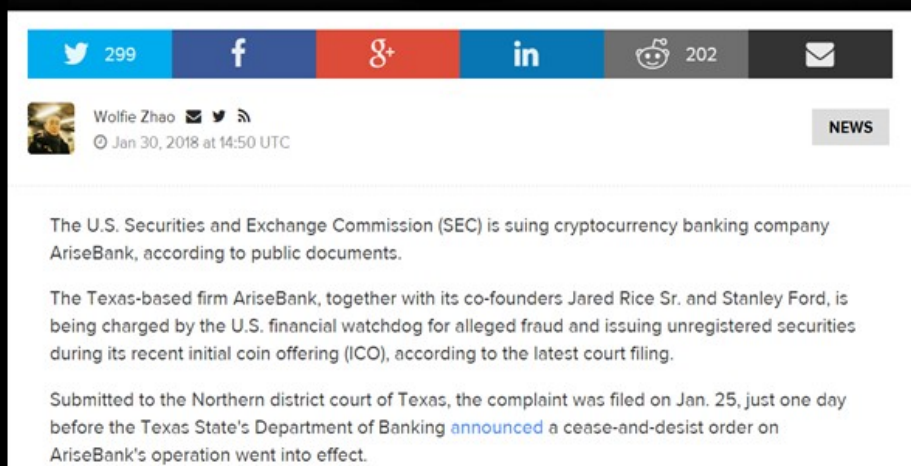 299
f
g+
in
202
Wolfie Zhao
Jan 30, 2018 at 14:50 UTC
NEWS
The U.S. Securities and Exchange Commission (SEC) is suing cryptocurrency banking company
AriseBank, according to public documents.
The Texas-based firm AriseBank, together with its co-founders Jared Rice Sr. and Stanley Ford, is
being charged by the U.S. financial watchdog for alleged fraud and issuing unregistered securities
during its recent initial coin offering (ICO), according to the latest court filing.
Submitted to the Northern district court of Texas, the complaint was filed on Jan. 25, just one day
before the Texas State's Department of Banking announced a cease-and-desist order on
AriseBank's operation went into effect.